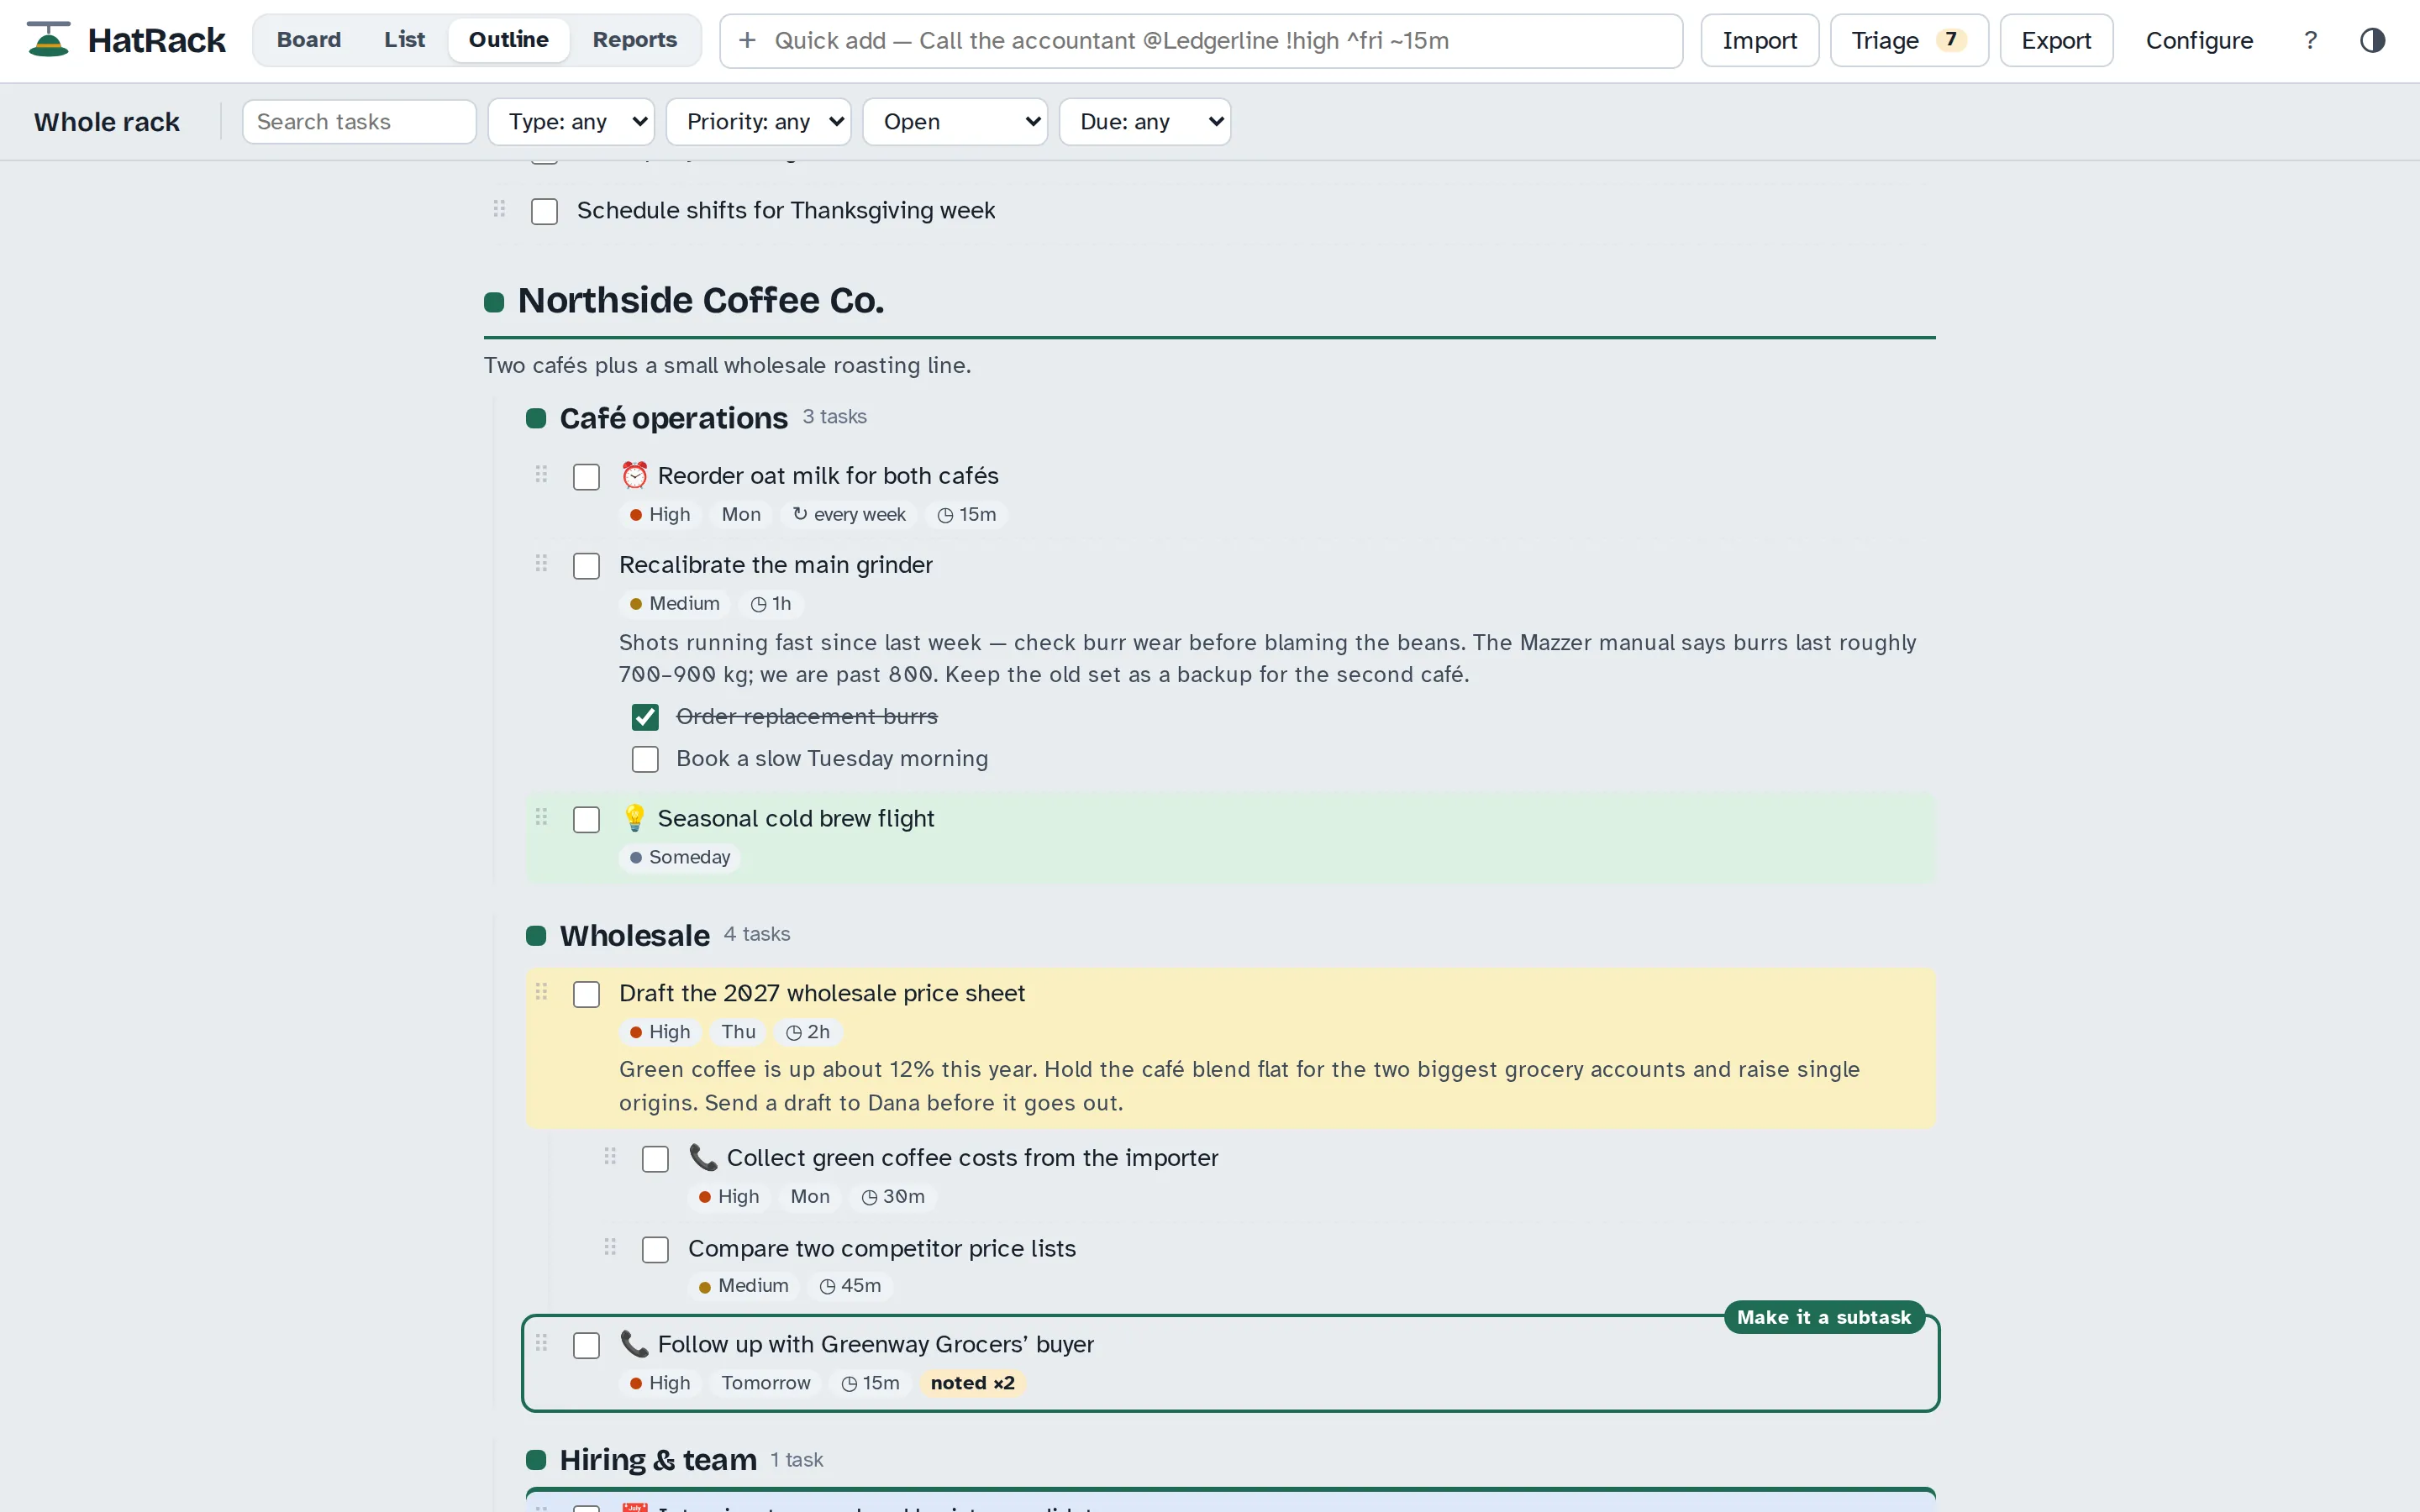 HatRack
Board List Outline Reports
+ Quick add — Call the accountant @Ledgerline !high ^fri ~15m
Import Triage 7 Export Configure ?
Whole rack
Search tasks
Type: any
Priority: any
Open
Due: any
Schedule shifts for Thanksgiving week
Northside Coffee Co.
Two cafés plus a small wholesale roasting line.
Café operations 3 tasks
⏰ Reorder oat milk for both cafés
High Mon ↻ every week ◷ 15m
Recalibrate the main grinder
Medium ◷ 1h
Shots running fast since last week — check burr wear before blaming the beans. The Mazzer manual says burrs last roughly
700–900 kg; we are past 800. Keep the old set as a backup for the second café.
Order replacement burrs
Book a slow Tuesday morning
💡 Seasonal cold brew flight
Someday
Wholesale 4 tasks
Draft the 2027 wholesale price sheet
High Thu ◷ 2h
Green coffee is up about 12% this year. Hold the café blend flat for the two biggest grocery accounts and raise single
origins. Send a draft to Dana before it goes out.
📞 Collect green coffee costs from the importer
High Mon ◷ 30m
Compare two competitor price lists
Medium ◷ 45m
Make it a subtask
📞 Follow up with Greenway Grocers’ buyer
High Tomorrow ◷ 15m noted ×2
Hiring & team 1 task